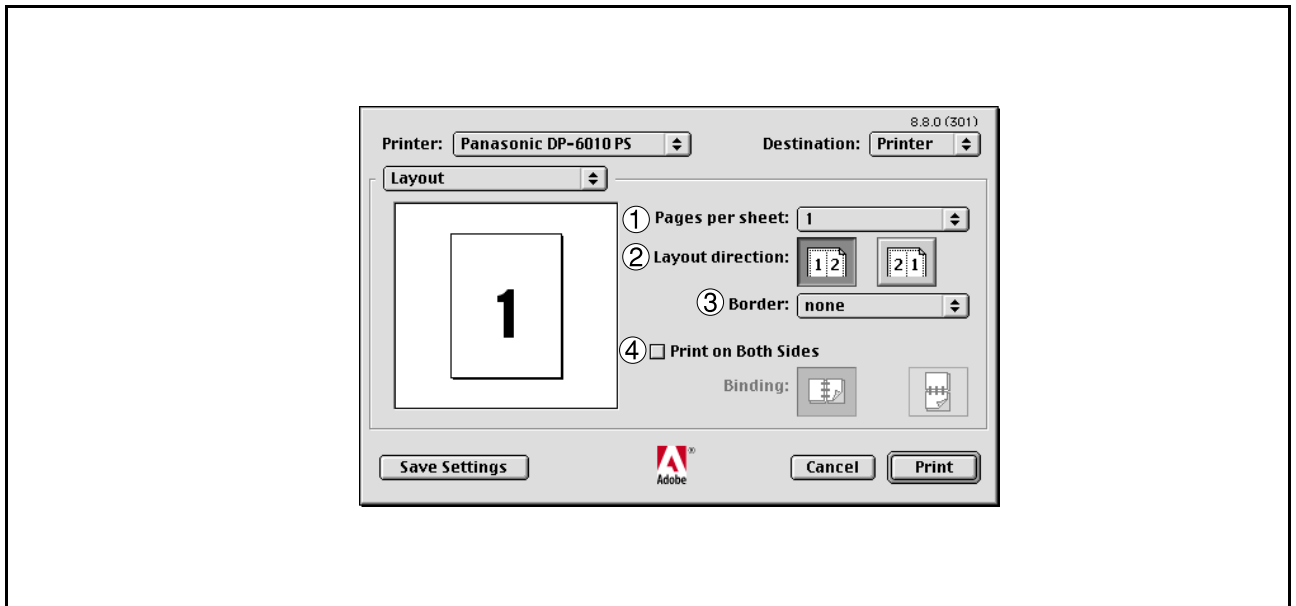 8.8.0 (301)
Printer: Panasonic DP-6010 PS Destination: Printer
Layout
① Pages per sheet: 1
② Layout direction: 1 2 2 1
1
③ Border: none
④ Print on Both Sides
Binding:
Save Settings Adobe® Cancel Print